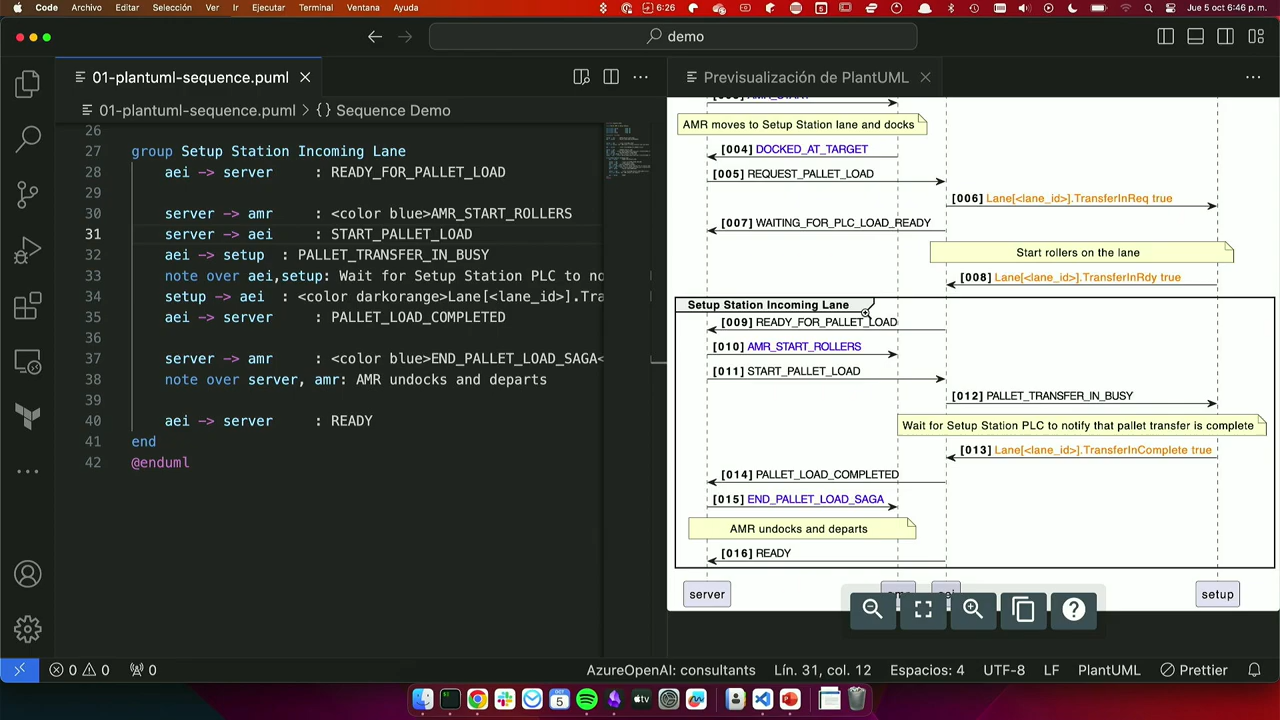 Code Archivo Editar Selección Ver Ir Ejecutar Terminal Ventana Ayuda 6:26 5 Jue 5 oct 6:46 p.m.
demo
01-plantuml-sequence.puml
Previsualización de PlantUML
01-plantuml-sequence.puml > {} Sequence Demo
26
27 group Setup Station Incoming Lane
28 aei -> server : READY_FOR_PALLET_LOAD
29
30 server -> amr : <color blue>AMR_START_ROLLERS
31 server -> aei : START_PALLET_LOAD
32 aei -> setup : PALLET_TRANSFER_IN_BUSY
33 note over aei,setup: Wait for Setup Station PLC to no
34 setup -> aei : <color darkorange>Lane[<lane_id>].Tra
35 aei -> server : PALLET_LOAD_COMPLETED
36
37 server -> amr : <color blue>END_PALLET_LOAD_SAGA<
38 note over server, amr: AMR undocks and departs
39
40 aei -> server : READY
41 end
42 @enduml
AMR moves to Setup Station lane and docks
[004] DOCKED_AT_TARGET
[005] REQUEST_PALLET_LOAD
[006] Lane[<lane_id>].TransferInReq true
[007] WAITING_FOR_PLC_LOAD_READY
Start rollers on the lane
[008] Lane[<lane_id>].TransferInRdy true
Setup Station Incoming Lane
[009] READY_FOR_PALLET_LOAD
[010] AMR_START_ROLLERS
[011] START_PALLET_LOAD
[012] PALLET_TRANSFER_IN_BUSY
Wait for Setup Station PLC to notify that pallet transfer is complete
[013] Lane[<lane_id>].TransferInComplete true
[014] PALLET_LOAD_COMPLETED
[015] END_PALLET_LOAD_SAGA
AMR undocks and departs
[016] READY
server setup
0 0 0 AzureOpenAI: consultants Lín. 31, col. 12 Espacios: 4 UTF-8 LF PlantUML Prettier
OCT
5
tv